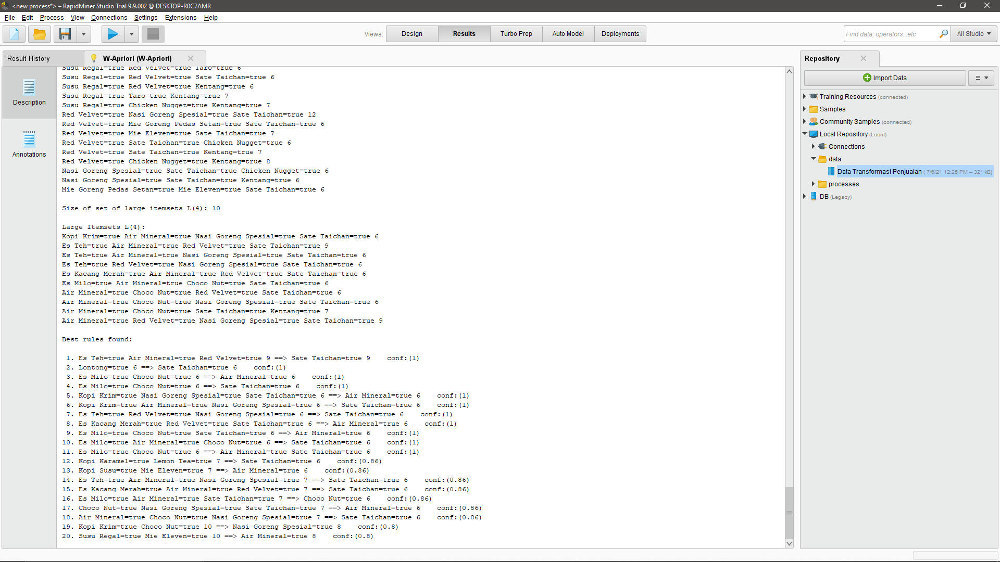 <new process*> – RapidMiner Studio Trial 9.9.002 @ DESKTOP-R0C7AMR
File Edit Process View Connections Settings Extensions Help
Views: Design Results Turbo Prep Auto Model Deployments
Find data, operators...etc
All Studio
Result History
W-Apriori (W-Apriori)
Description
Annotations
Susu Regal=true Red Velvet=true Taro=true 6
Susu Regal=true Red Velvet=true Sate Taichan=true 6
Susu Regal=true Red Velvet=true Kentang=true 6
Susu Regal=true Taro=true Kentang=true 7
Susu Regal=true Chicken Nugget=true Kentang=true 7
Red Velvet=true Nasi Goreng Spesial=true Sate Taichan=true 12
Red Velvet=true Mie Goreng Pedas Setan=true Sate Taichan=true 6
Red Velvet=true Mie Eleven=true Sate Taichan=true 7
Red Velvet=true Sate Taichan=true Chicken Nugget=true 6
Red Velvet=true Sate Taichan=true Kentang=true 7
Red Velvet=true Chicken Nugget=true Kentang=true 8
Nasi Goreng Spesial=true Sate Taichan=true Chicken Nugget=true 6
Nasi Goreng Spesial=true Sate Taichan=true Kentang=true 6
Mie Goreng Pedas Setan=true Mie Eleven=true Sate Taichan=true 6
Size of set of large itemsets L(4): 10
Large Itemsets L(4):
Kopi Krim=true Air Mineral=true Nasi Goreng Spesial=true Sate Taichan=true 6
Es Teh=true Air Mineral=true Red Velvet=true Sate Taichan=true 9
Es Teh=true Air Mineral=true Nasi Goreng Spesial=true Sate Taichan=true 6
Es Teh=true Red Velvet=true Nasi Goreng Spesial=true Sate Taichan=true 6
Es Kacang Merah=true Air Mineral=true Red Velvet=true Sate Taichan=true 6
Es Milo=true Air Mineral=true Choco Nut=true Sate Taichan=true 6
Air Mineral=true Choco Nut=true Red Velvet=true Sate Taichan=true 6
Air Mineral=true Choco Nut=true Nasi Goreng Spesial=true Sate Taichan=true 6
Air Mineral=true Choco Nut=true Sate Taichan=true Kentang=true 7
Air Mineral=true Red Velvet=true Nasi Goreng Spesial=true Sate Taichan=true 9
Best rules found:
1. Es Teh=true Air Mineral=true Red Velvet=true 9 ==> Sate Taichan=true 9 conf:(1)
2. Lontong=true 6 ==> Sate Taichan=true 6 conf:(1)
3. Es Milo=true Choco Nut=true 6 ==> Air Mineral=true 6 conf:(1)
4. Es Milo=true Choco Nut=true 6 ==> Sate Taichan=true 6 conf:(1)
5. Kopi Krim=true Nasi Goreng Spesial=true Sate Taichan=true 6 ==> Air Mineral=true 6 conf:(1)
6. Kopi Krim=true Air Mineral=true Nasi Goreng Spesial=true 6 ==> Sate Taichan=true 6 conf:(1)
7. Es Teh=true Red Velvet=true Nasi Goreng Spesial=true 6 ==> Sate Taichan=true 6 conf:(1)
8. Es Kacang Merah=true Red Velvet=true Sate Taichan=true 6 ==> Air Mineral=true 6 conf:(1)
9. Es Milo=true Choco Nut=true Sate Taichan=true 6 ==> Air Mineral=true 6 conf:(1)
10. Es Milo=true Air Mineral=true Choco Nut=true 6 ==> Sate Taichan=true 6 conf:(1)
11. Es Milo=true Choco Nut=true 6 ==> Air Mineral=true Sate Taichan=true 6 conf:(1)
12. Kopi Karamel=true Lemon Tea=true 7 ==> Sate Taichan=true 6 conf:(0.86)
13. Kopi Susu=true Mie Eleven=true 7 ==> Air Mineral=true 6 conf:(0.86)
14. Es Teh=true Air Mineral=true Nasi Goreng Spesial=true 7 ==> Sate Taichan=true 6 conf:(0.86)
15. Es Kacang Merah=true Air Mineral=true Red Velvet=true 7 ==> Sate Taichan=true 6 conf:(0.86)
16. Es Milo=true Air Mineral=true Sate Taichan=true 7 ==> Choco Nut=true 6 conf:(0.86)
17. Choco Nut=true Nasi Goreng Spesial=true Sate Taichan=true 7 ==> Air Mineral=true 6 conf:(0.86)
18. Air Mineral=true Choco Nut=true Nasi Goreng Spesial=true 7 ==> Sate Taichan=true 6 conf:(0.86)
19. Kopi Krim=true Choco Nut=true 10 ==> Nasi Goreng Spesial=true 8 conf:(0.8)
20. Susu Regal=true Mie Eleven=true 10 ==> Air Mineral=true 8 conf:(0.8)
Repository
Import Data
Training Resources (connected)
Samples
Community Samples (connected)
Local Repository (Local)
Connections
data
Data Transformasi Penjualan ( 7/6/21 12:25 PM – 321 kB)
processes
DB (Legacy)